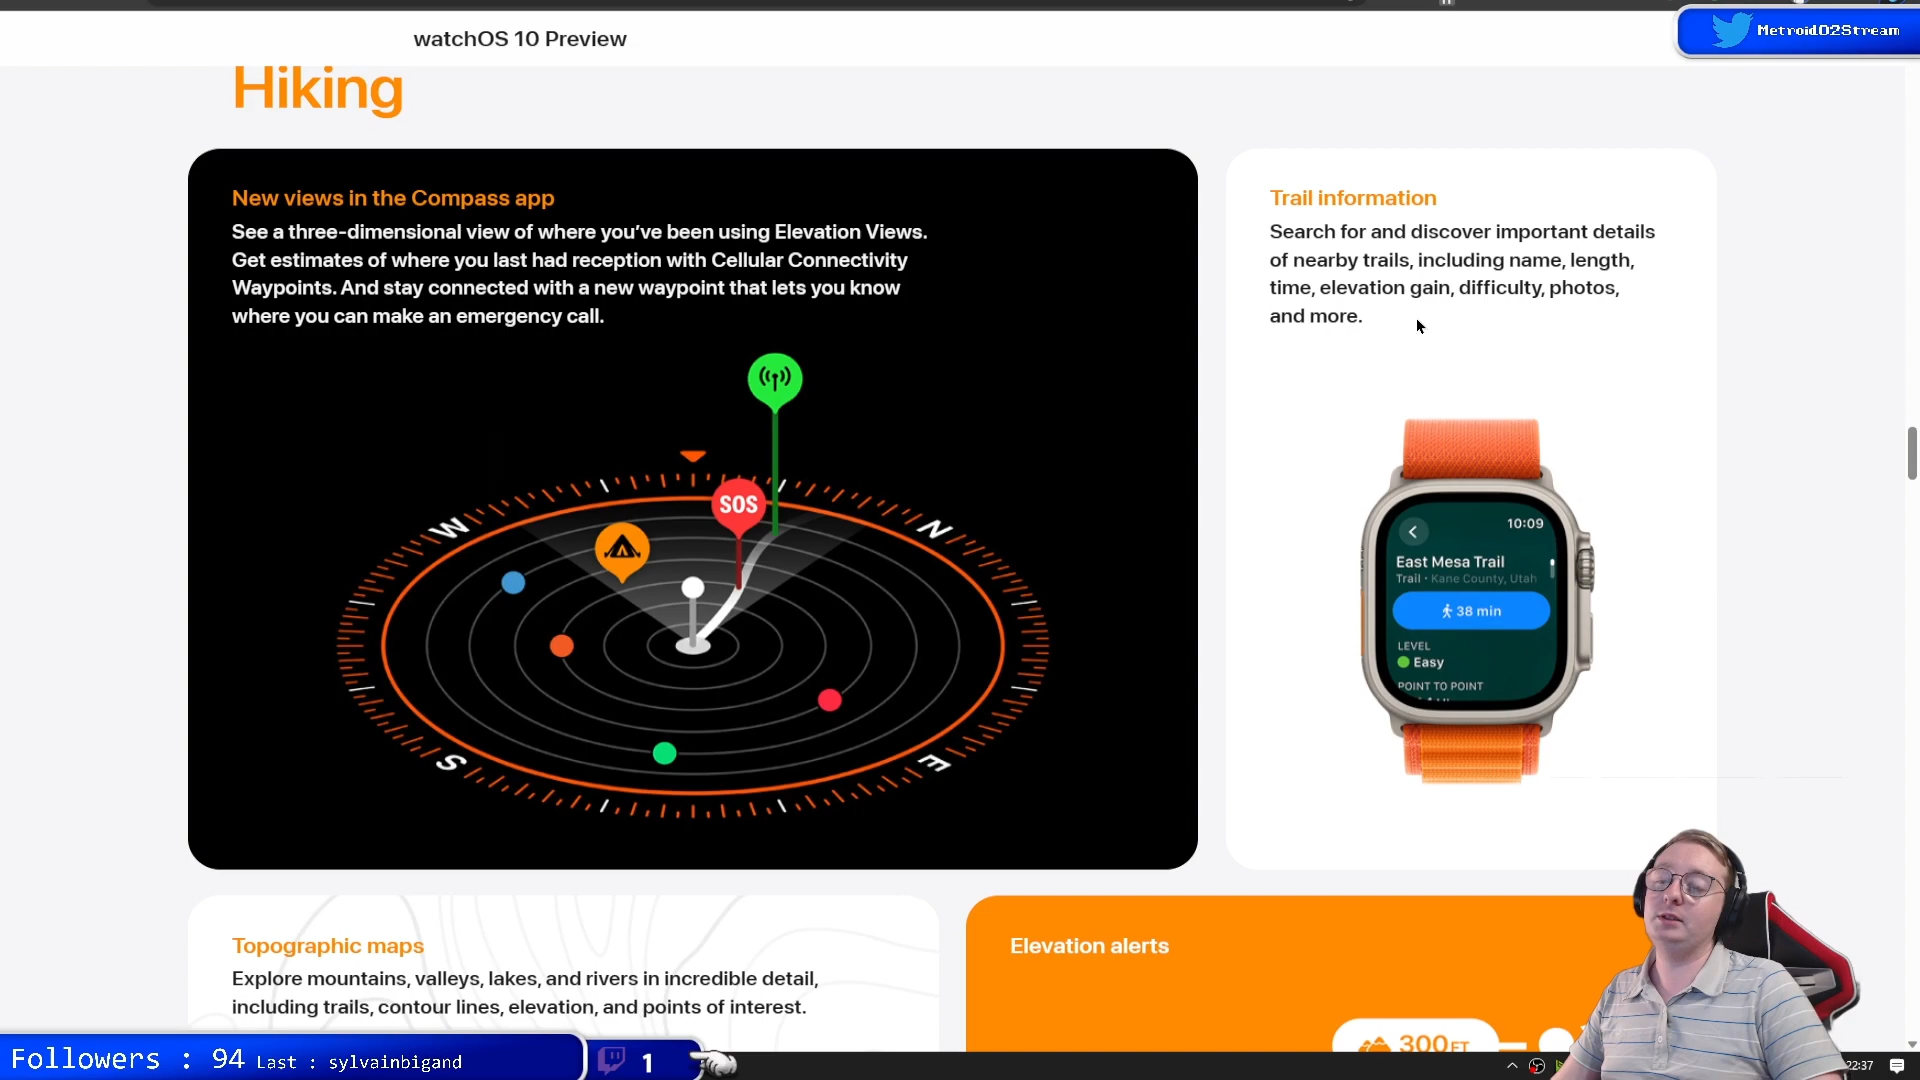 watchOS 10 Preview
MetroidO2Stream
Hiking
New views in the Compass app
See a three-dimensional view of where you’ve been using Elevation Views.
Get estimates of where you last had reception with Cellular Connectivity
Waypoints. And stay connected with a new waypoint that lets you know
where you can make an emergency call.
SOS
W
N
S
E
Trail information
Search for and discover important details
of nearby trails, including name, length,
time, elevation gain, difficulty, photos,
and more.
10:09
East Mesa Trail
Trail • Kane County, Utah
38 min
LEVEL
Easy
POINT TO POINT
Topographic maps
Explore mountains, valleys, lakes, and rivers in incredible detail,
including trails, contour lines, elevation, and points of interest.
Elevation alerts
300FT
Followers : 94 Last : sylvainbigand
1
22:37